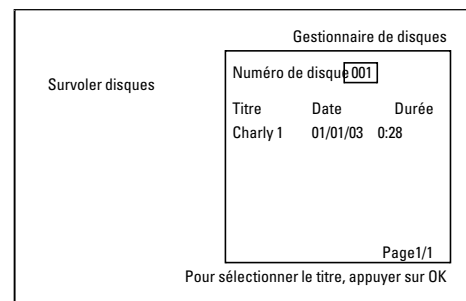 Gestionnaire de disques
Survoler disques
Numéro de disque 001
Titre Date Durée
Charly 1 01/01/03 0:28
Page1/1
Pour sélectionner le titre, appuyer sur OK